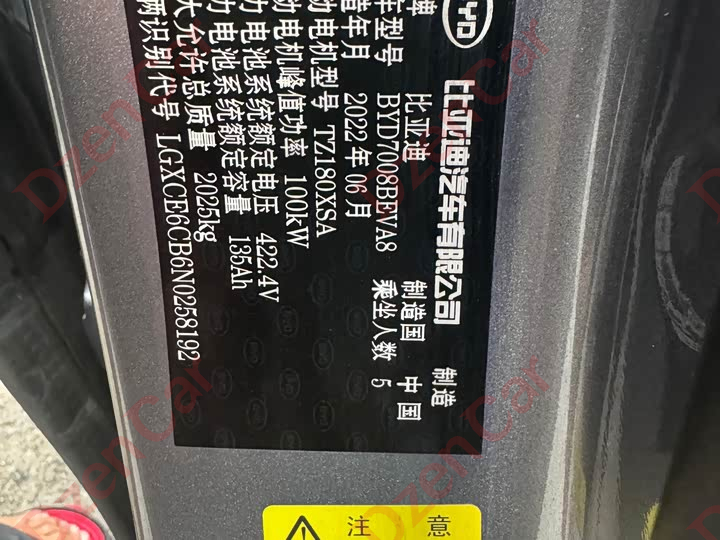 BYD
比亚迪汽车有限公司 制造
牌 比亚迪 制造国 中国
车型号 BYD7008BEVA8 乘坐人数 5
造年月 2022年06月
动电机型号 TZ180XSA
动电机峰值功率 100kW
力电池系统额定电压 422.4V
力电池系统额定容量 135Ah
大允许总质量 2025kg
辆识别代号 LGXCE6CB6N0258192
注意
DzenCar